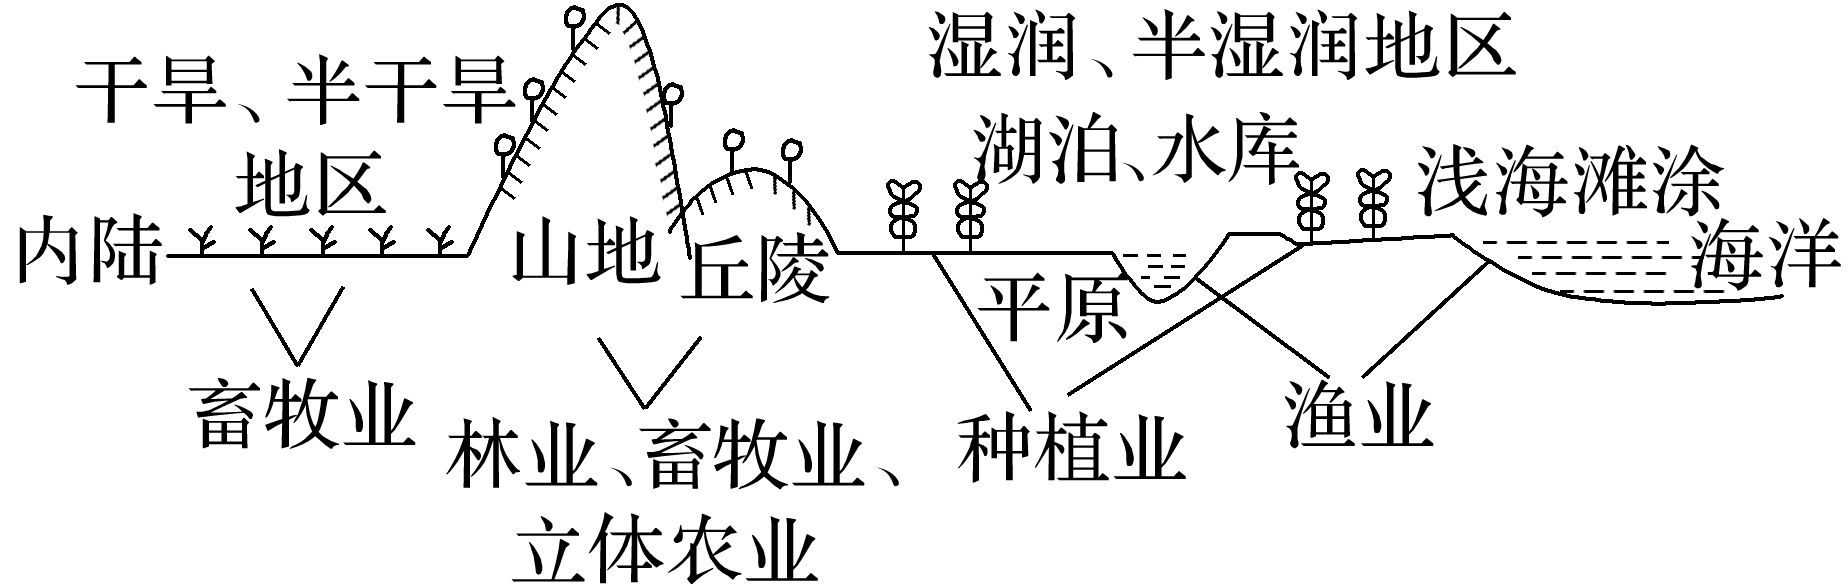 干旱、半干旱
地区
内陆
山地
丘陵
湿润、半湿润地区
湖泊、水库
浅海滩涂
海洋
平原
畜牧业
林业、畜牧业、
立体农业
种植业
渔业